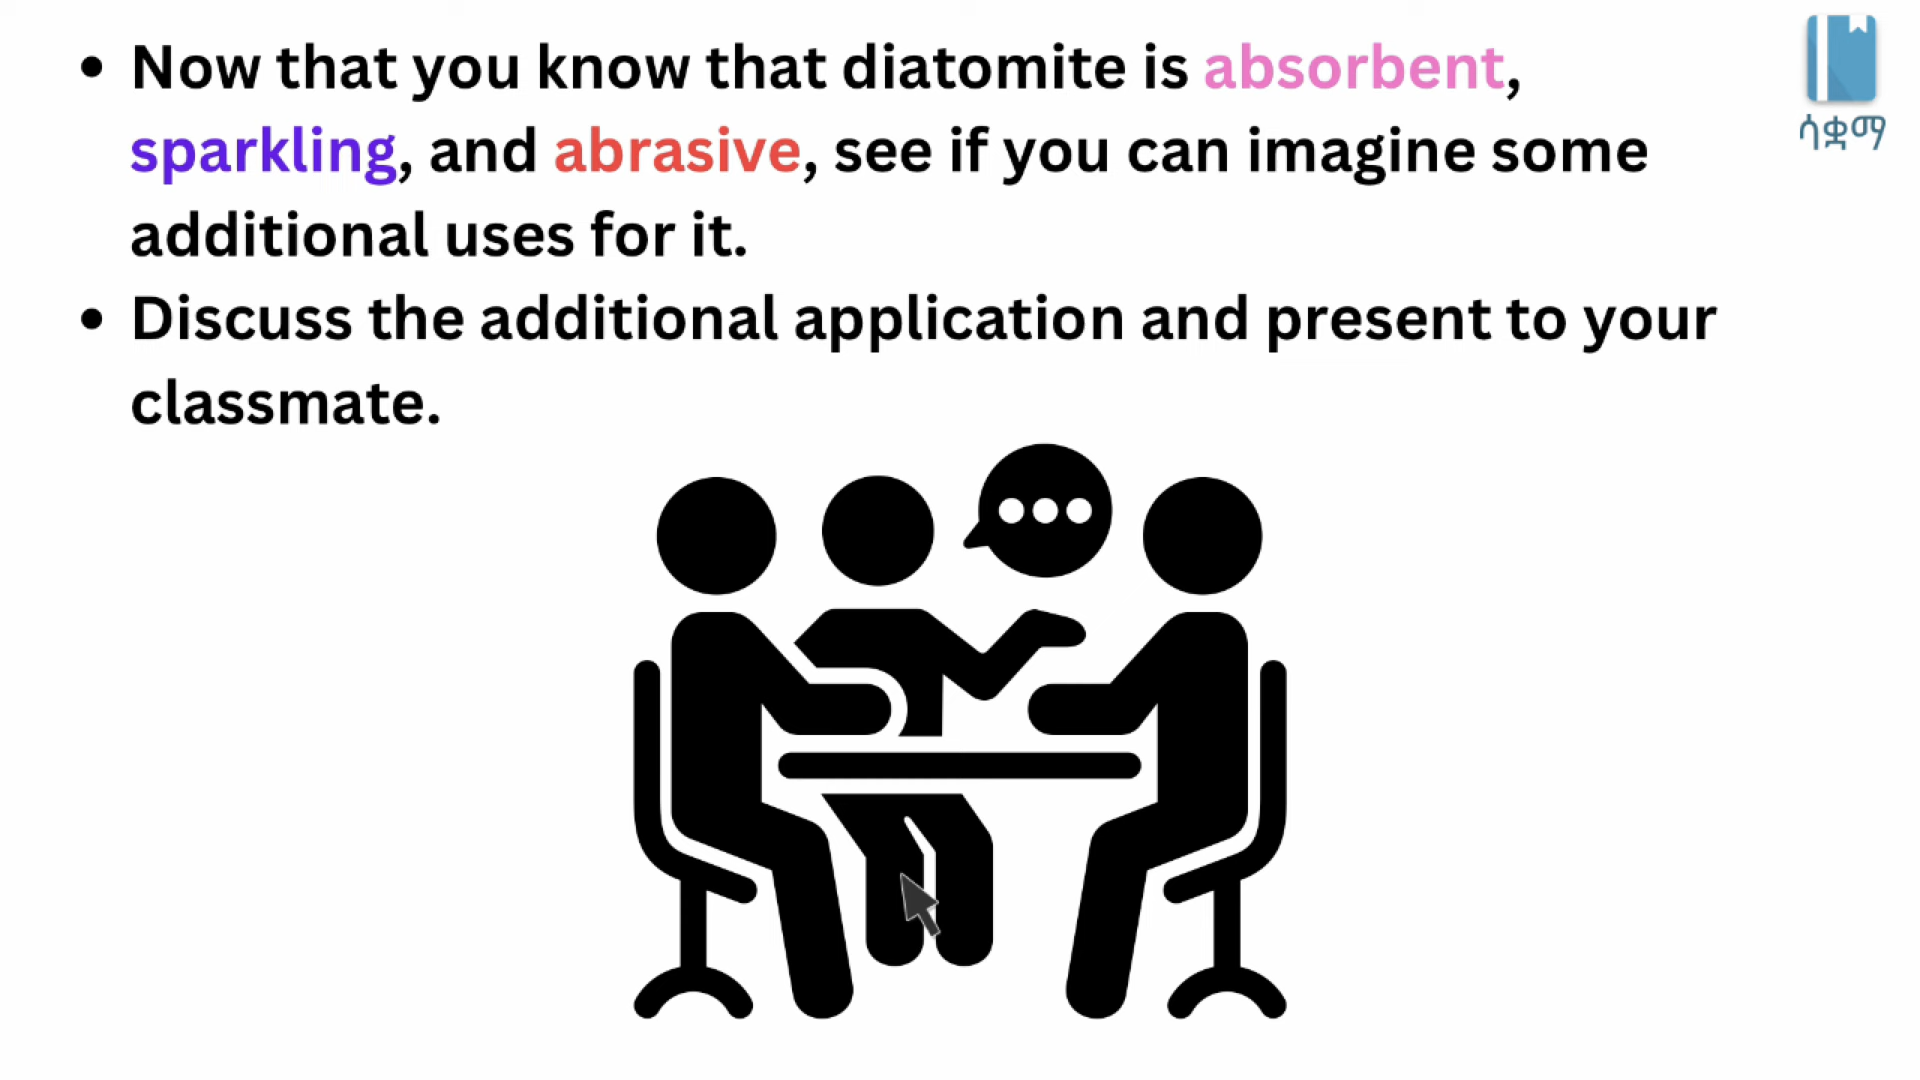 • Now that you know that diatomite is absorbent,
sparkling, and abrasive, see if you can imagine some
additional uses for it.
• Discuss the additional application and present to your
classmate.
ሳቋማ